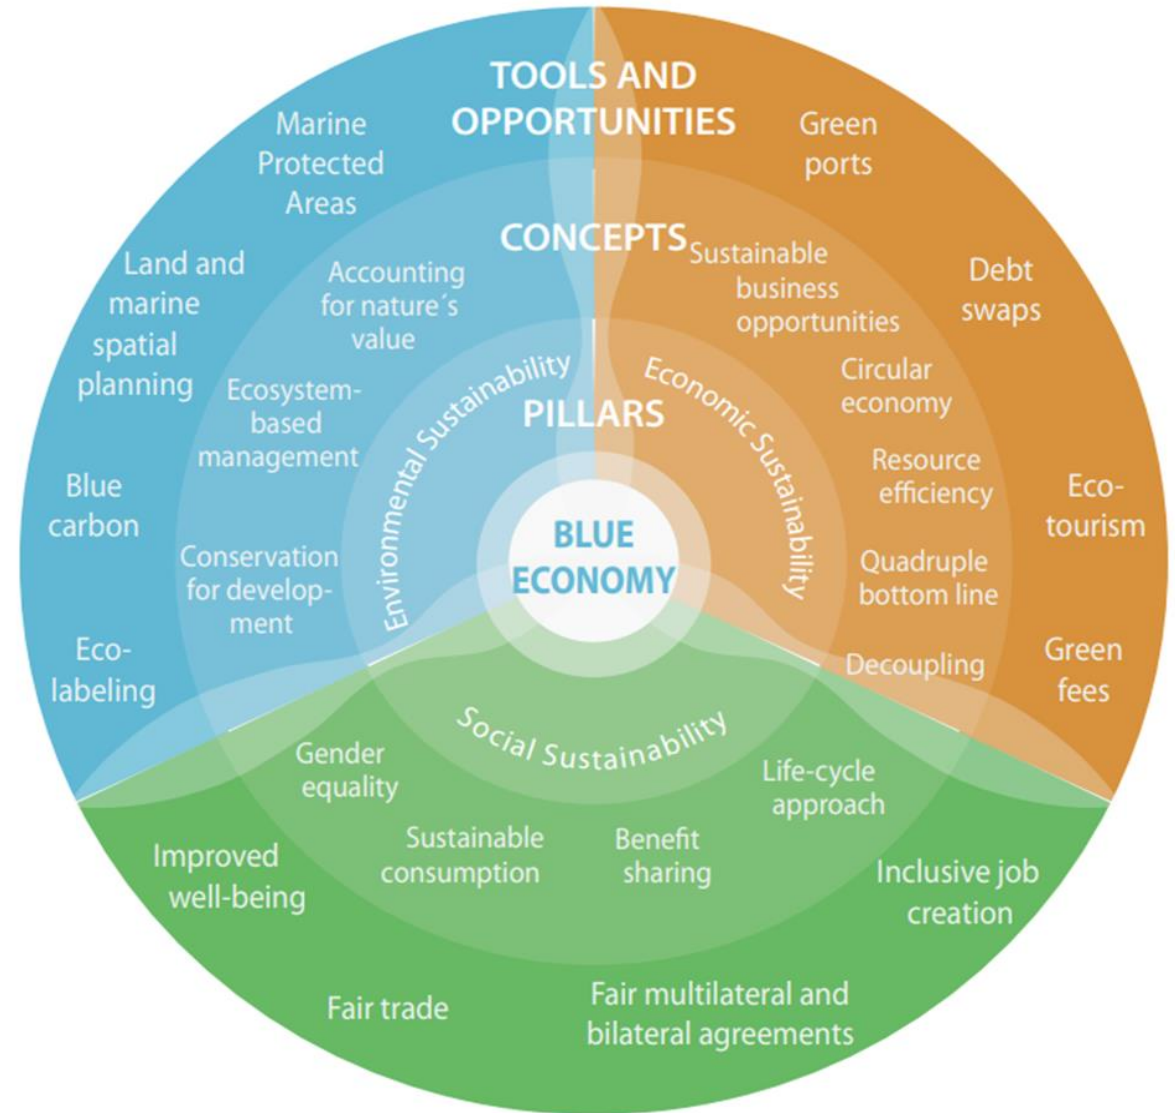 TOOLS AND
OPPORTUNITIES
Marine
Protected
Areas
Land and
marine
spatial
planning
Blue
carbon
Eco-
labeling
Green
ports
Debt
swaps
Eco-
tourism
Green
fees
Improved
well-being
Fair trade
Fair multilateral and
bilateral agreements
Inclusive job
creation
CONCEPTS
Accounting
for nature´s
value
Ecosystem-
based
management
Conservation
for develop-
ment
Sustainable
business
opportunities
Circular
economy
Resource
efficiency
Quadruple
bottom line
Decoupling
Gender
equality
Sustainable
consumption
Benefit
sharing
Life-cycle
approach
PILLARS
Environmental Sustainability
Economic Sustainability
Social Sustainability
BLUE
ECONOMY